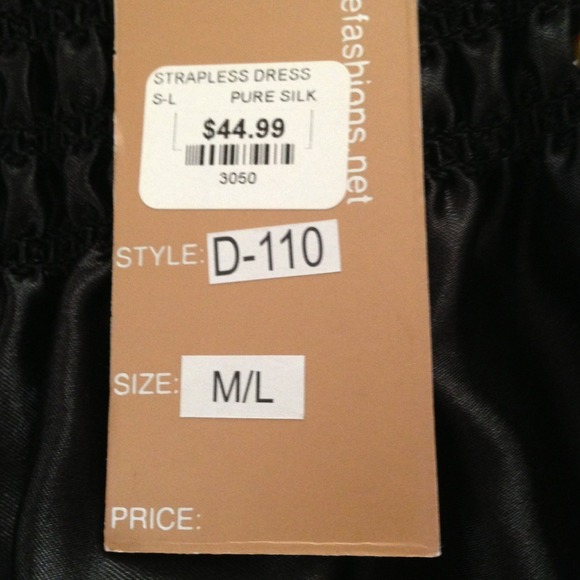 efashions.net
STRAPLESS DRESS
S-L PURE SILK
$44.99
3050
STYLE: D-110
SIZE: M/L
PRICE: